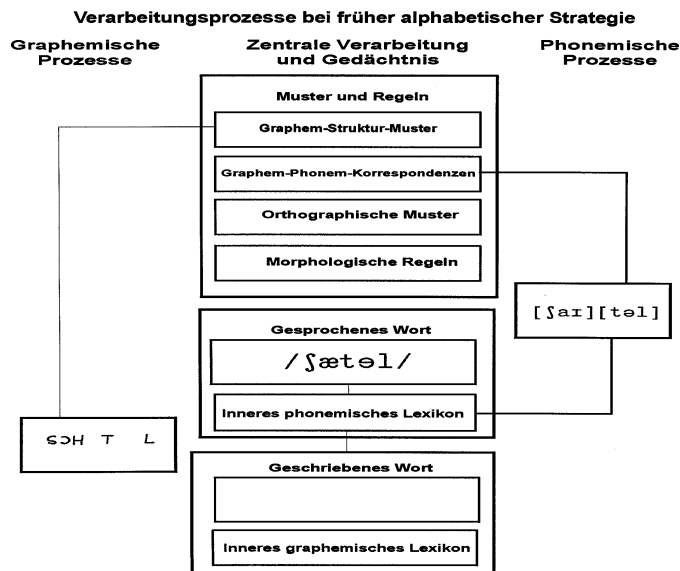 Verarbeitungsprozesse bei früher alphabetischer Strategie
Graphemische
Prozesse
Zentrale Verarbeitung
und Gedächtnis
Phonemische
Prozesse
Muster und Regeln
Graphem-Struktur-Muster
Graphem-Phonem-Korrespondenzen
Orthographische Muster
Morphologische Regeln
[ʃaɪ][təl]
Gesprochenes Wort
/ʃætɘl/
Inneres phonemisches Lexikon
ꙅɔH T ⅃
Geschriebenes Wort
Inneres graphemisches Lexikon